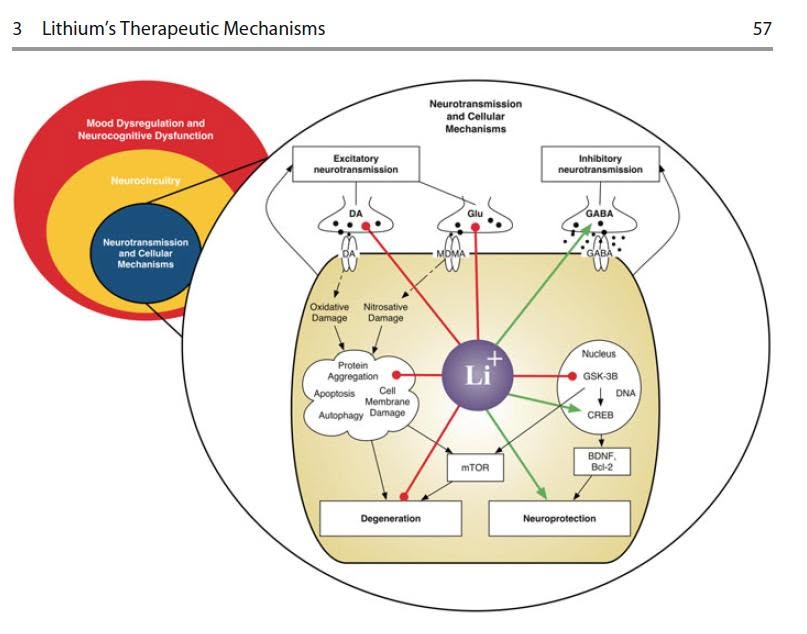 3 Lithium's Therapeutic Mechanisms 57
Mood Dysregulation and
Neurocognitive Dysfunction
Neurocircuitry
Neurotransmission
and Cellular
Mechanisms
Neurotransmission
and Cellular
Mechanisms
Excitatory
neurotransmission
Inhibitory
neurotransmission
DA
Glu
GABA
DA
MDMA
GABA
Oxidative
Damage
Nitrosative
Damage
Protein
Aggregation
Apoptosis
Cell
Membrane
Damage
Autophagy
Li+
Nucleus
GSK-3B
DNA
CREB
mTOR
BDNF,
Bcl-2
Degeneration
Neuroprotection